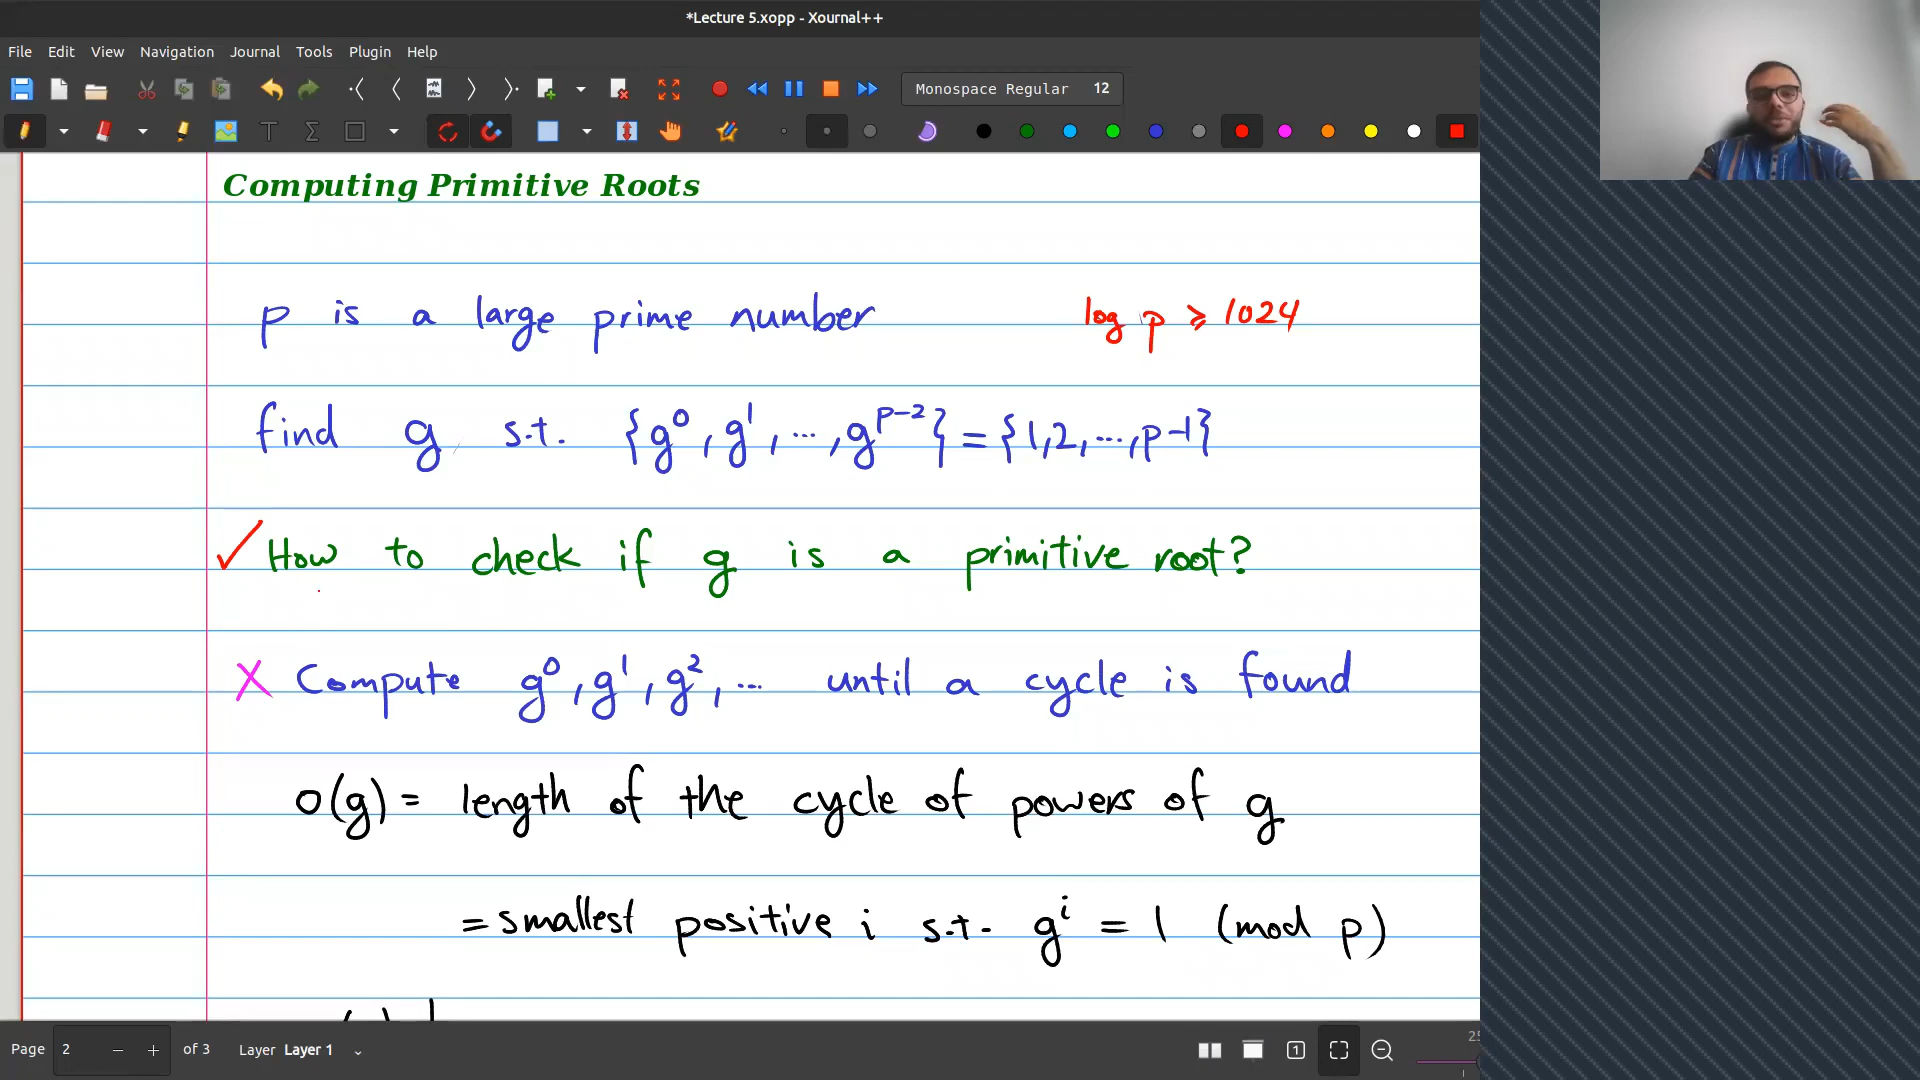 *Lecture 5.xopp - Xournal++
File Edit View Navigation Journal Tools Plugin Help
Monospace Regular 12
Computing Primitive Roots
p is a large prime number log p ≥ 1024
find g s.t. {g⁰, g¹, ..., g^{p-2}} = {1,2,...,p-1}
✓ How to check if g is a primitive root?
X Compute g⁰, g¹, g², ... until a cycle is found
o(g) = length of the cycle of powers of g
= smallest positive i s.t. gⁱ = 1 (mod p)
Page 2 − + of 3 Layer Layer 1